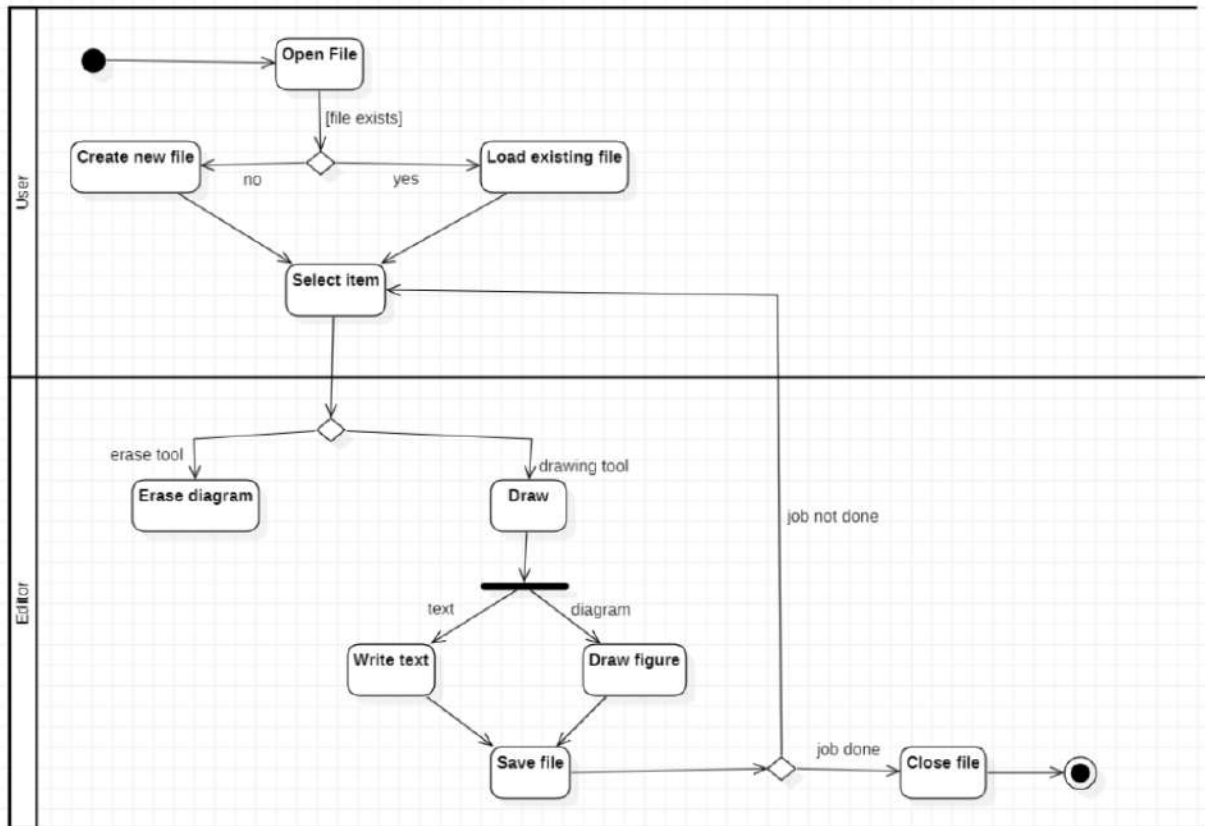 Open File
[file exists]
Create new file
Load existing file
no
yes
User
Select item
erase tool
drawing tool
Erase diagram
Draw
job not done
Editor
text
diagram
Write text
Draw figure
Save file
job done
Close file